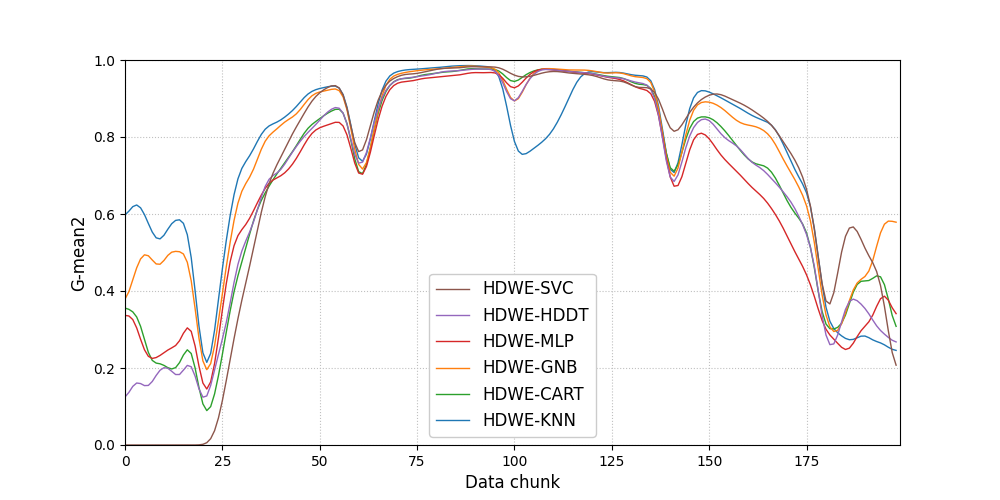 1.0
0.8
0.6
0.4
0.2
0.0
G-mean2
HDWE-SVC
HDWE-HDDT
HDWE-MLP
HDWE-GNB
HDWE-CART
HDWE-KNN
0 25 50 75 100 125 150 175
Data chunk